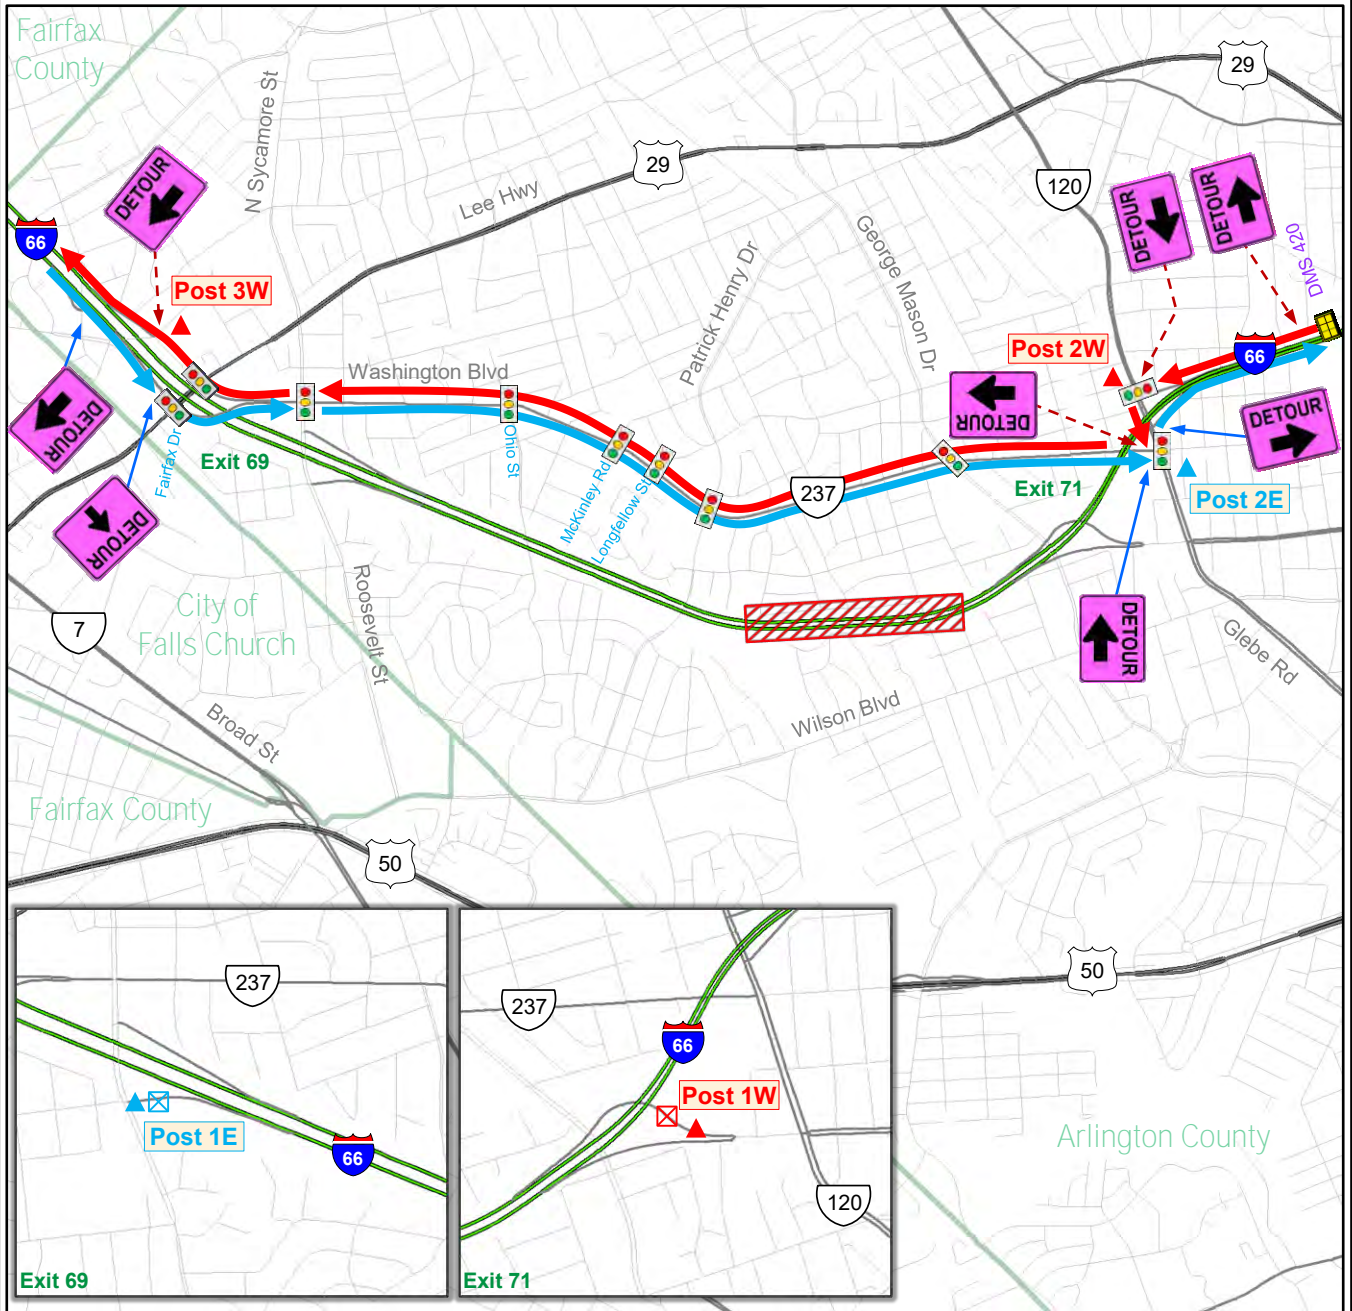 Fairfax
County
N Sycamore St
29
29
120
DETOUR
DETOUR
DETOUR
DMS 420
66
Lee Hwy
George Mason Dr
Patrick Henry Dr
Post 3W
Post 2W
66
Washington Blvd
DETOUR
DETOUR
DETOUR
Fairfax Dr
Exit 69
Ohio St
McKinley Rd
Longfellow St
237
Exit 71
Post 2E
DETOUR
DETOUR
Roosevelt St
City of
Falls Church
7
Glebe Rd
Broad St
Wilson Blvd
Fairfax County
50
237
Post 1E
66
Exit 69
237
66
Post 1W
120
Exit 71
50
Arlington County